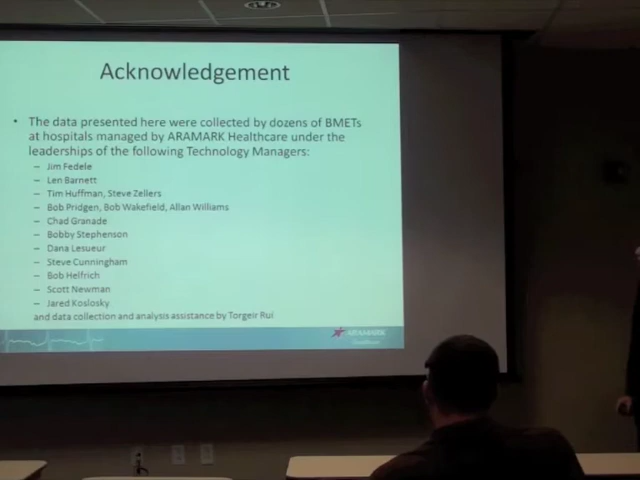 Acknowledgement
• The data presented here were collected by dozens of BMETs
at hospitals managed by ARAMARK Healthcare under the
leaderships of the following Technology Managers:
– Jim Fedele
– Len Barnett
– Tim Huffman, Steve Zellers
– Bob Pridgen, Bob Wakefield, Allan Williams
– Chad Granade
– Bobby Stephenson
– Dana Lesueur
– Steve Cunningham
– Bob Helfrich
– Scott Newman
– Jared Koslosky
and data collection and analysis assistance by Torgeir Rui
ARAMARK